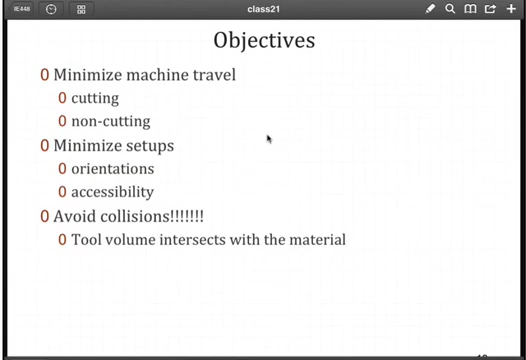 IE448
class21
Objectives
0 Minimize machine travel
0 cutting
0 non-cutting
0 Minimize setups
0 orientations
0 accessibility
0 Avoid collisions!!!!!!!
0 Tool volume intersects with the material